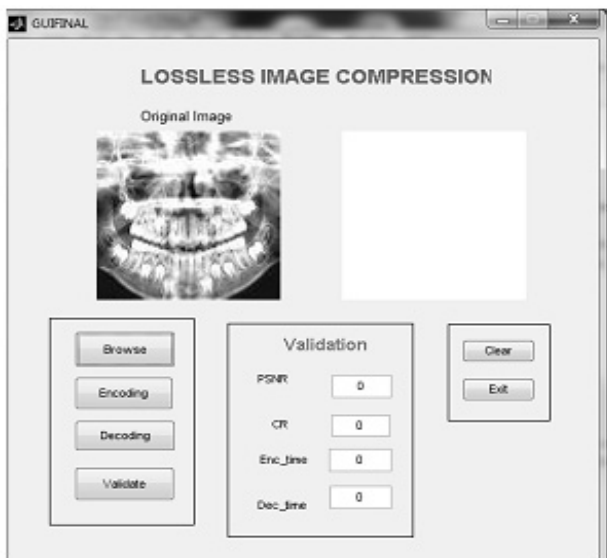 GUIFINAL
LOSSLESS IMAGE COMPRESSION
Original Image
Browse
Encoding
Decoding
Validate
Validation
PSNR 0
CR 0
Enc_time 0
Dec_time 0
Clear
Exit